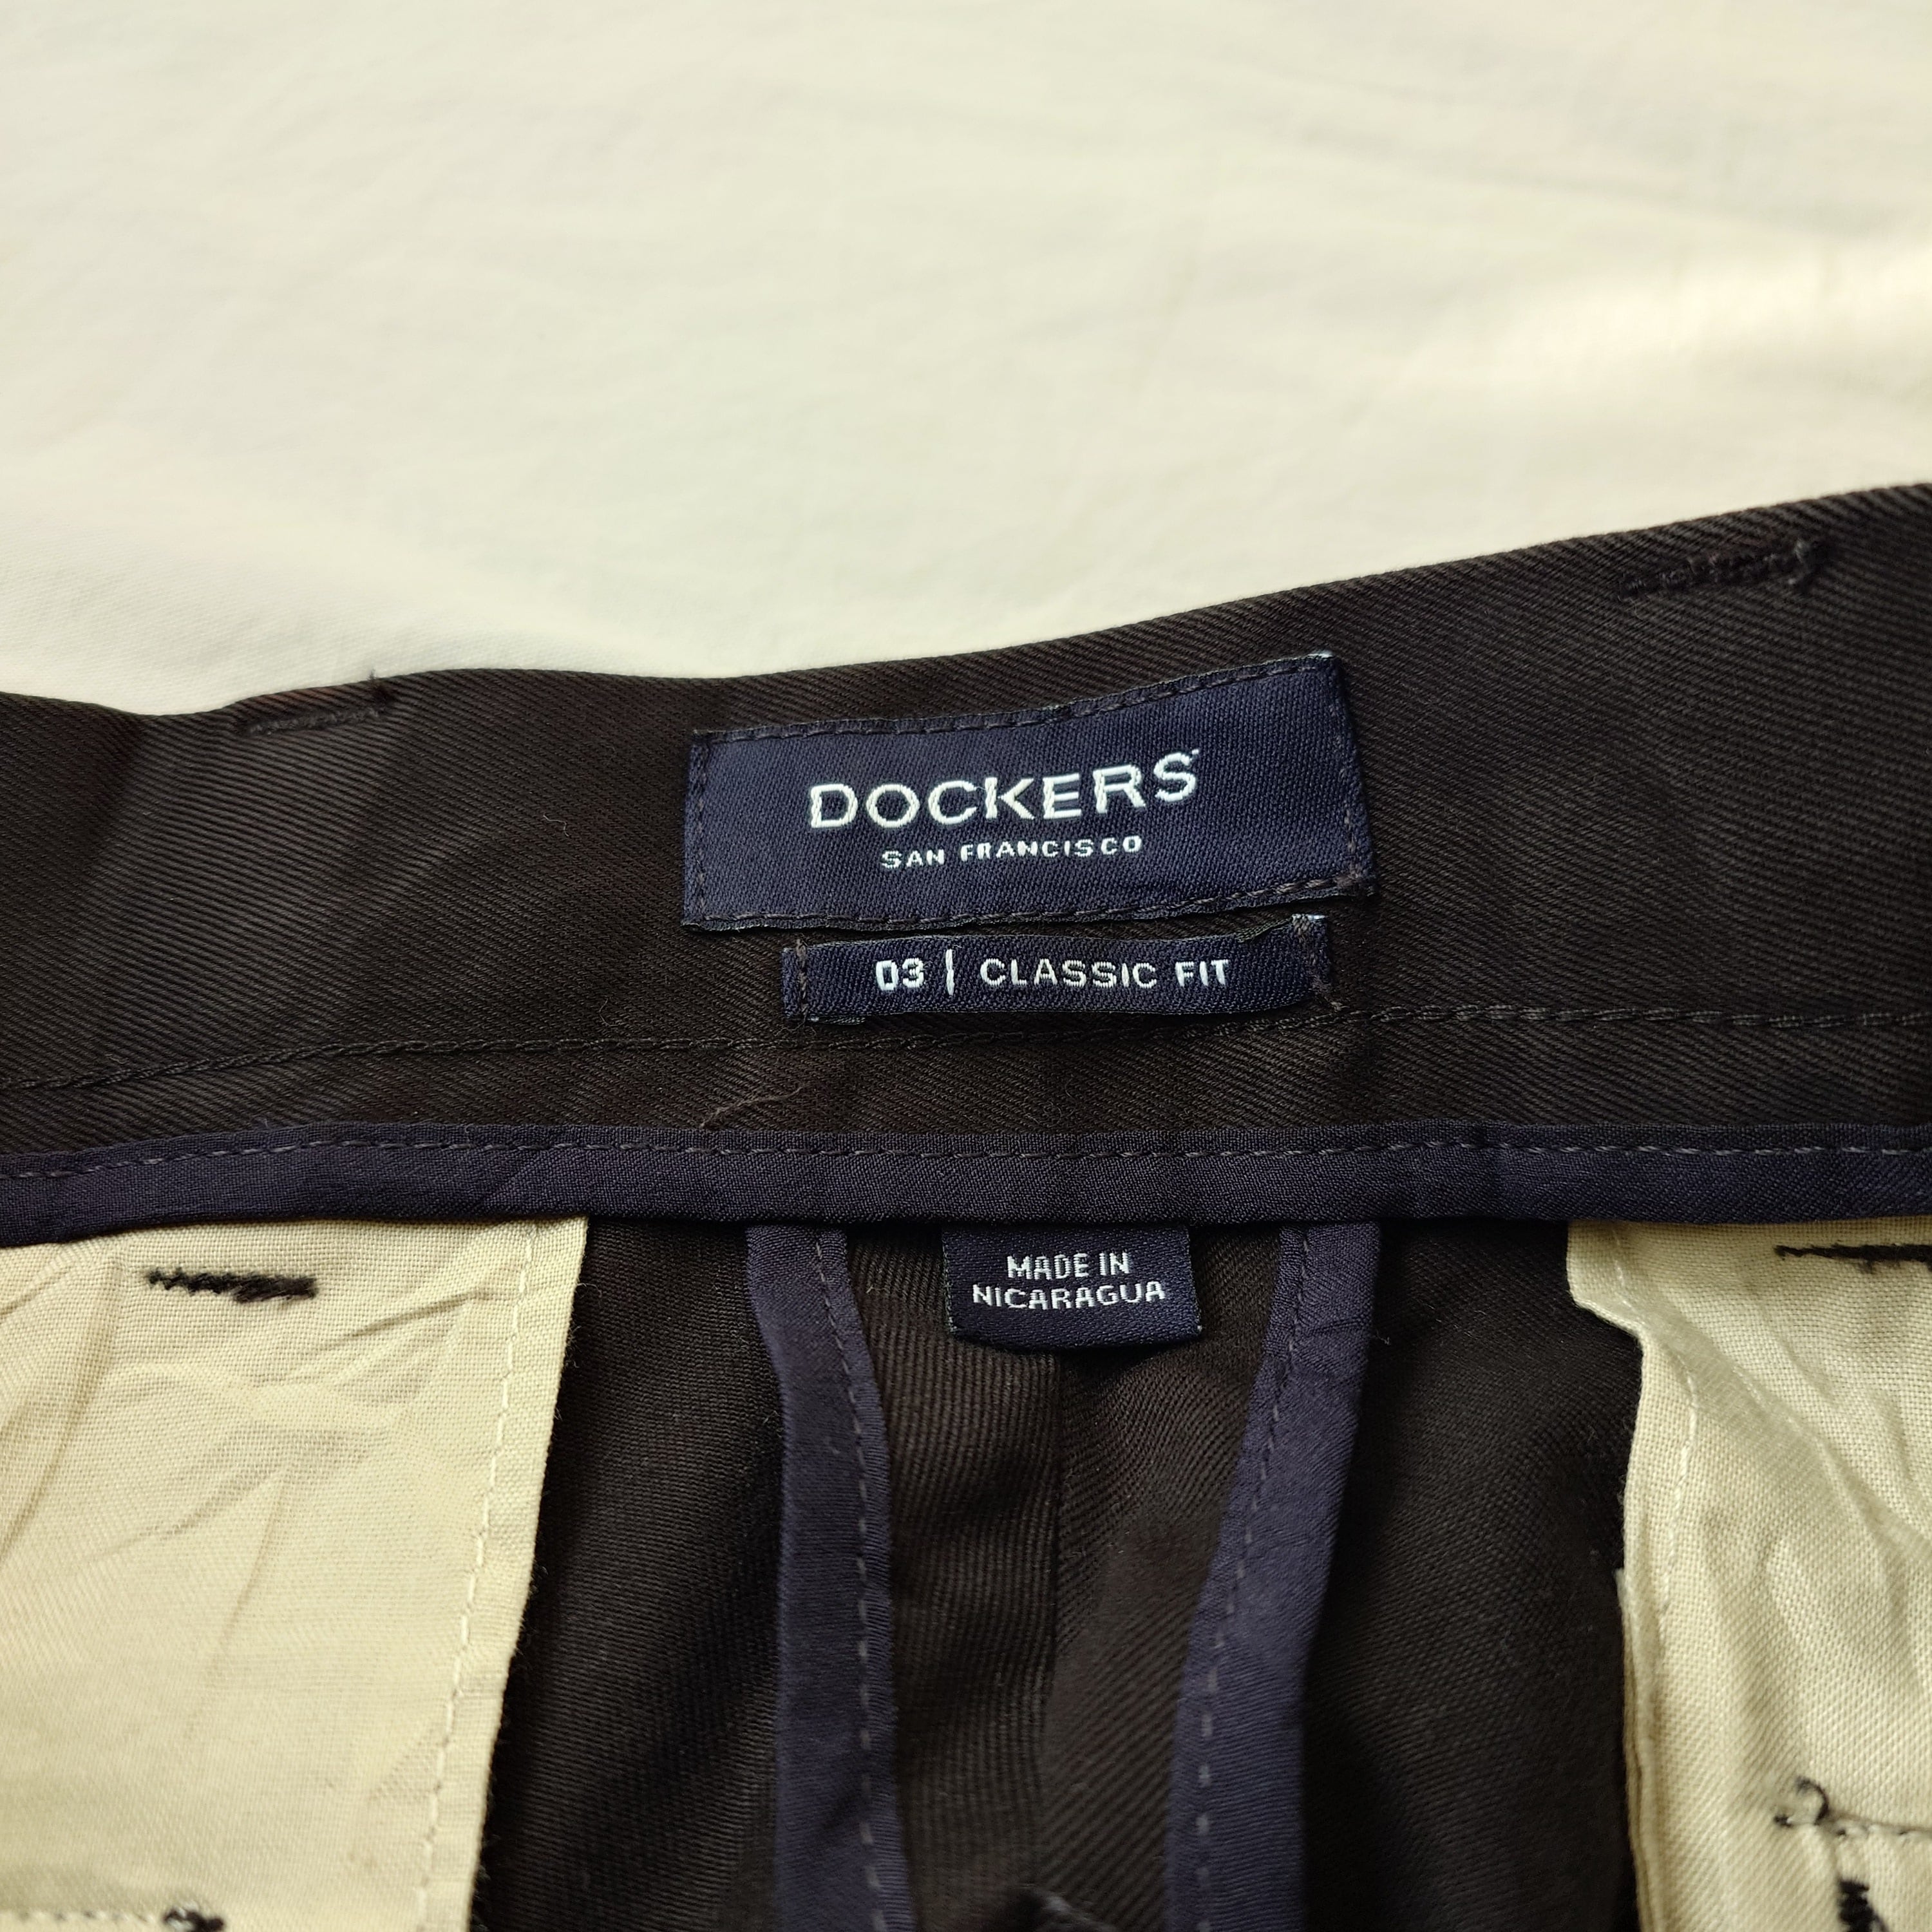 DOCKERS
SAN FRANCISCO
03 | CLASSIC FIT
MADE IN
NICARAGUA